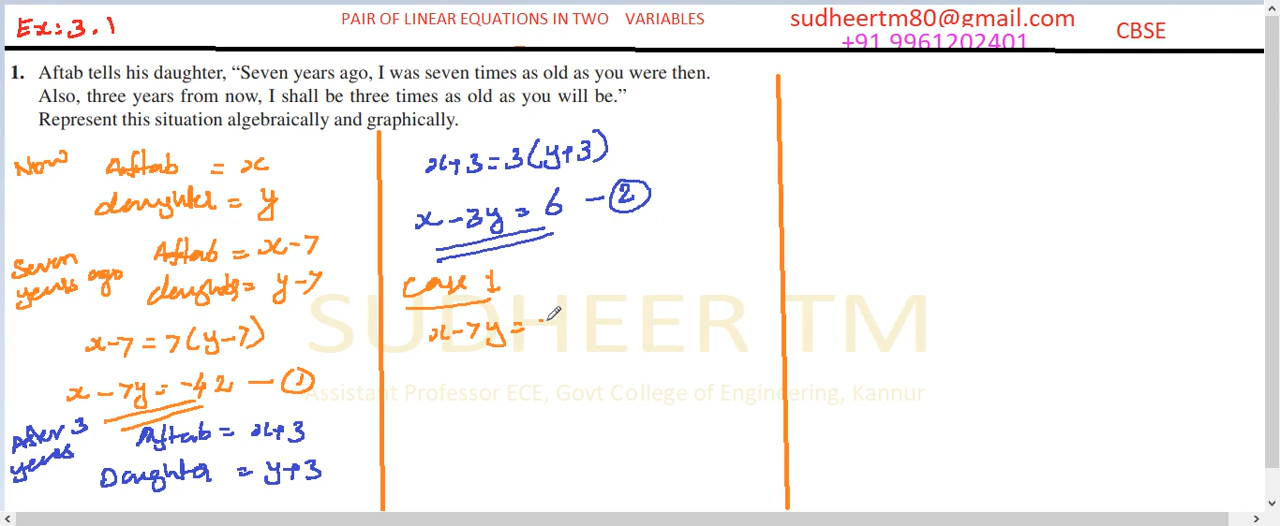 Ex: 3.1
PAIR OF LINEAR EQUATIONS IN TWO VARIABLES
sudheertm80@gmail.com
+91 9961202401
CBSE
1. Aftab tells his daughter, “Seven years ago, I was seven times as old as you were then.
Also, three years from now, I shall be three times as old as you will be.”
Represent this situation algebraically and graphically.
Now Aftab = x
daughter = y
Seven years ago Aftab = x-7
daughter = y-7
x-7 = 7(y-7)
x - 7y = -42 - ①
After 3 years Aftab = x+3
Daughter = y+3
x+3 = 3(y+3)
x - 3y = 6 - ②
Case 1
x-7y = -
SUDHEER TM
Assistant Professor ECE, Govt College of Engineering, Kannur